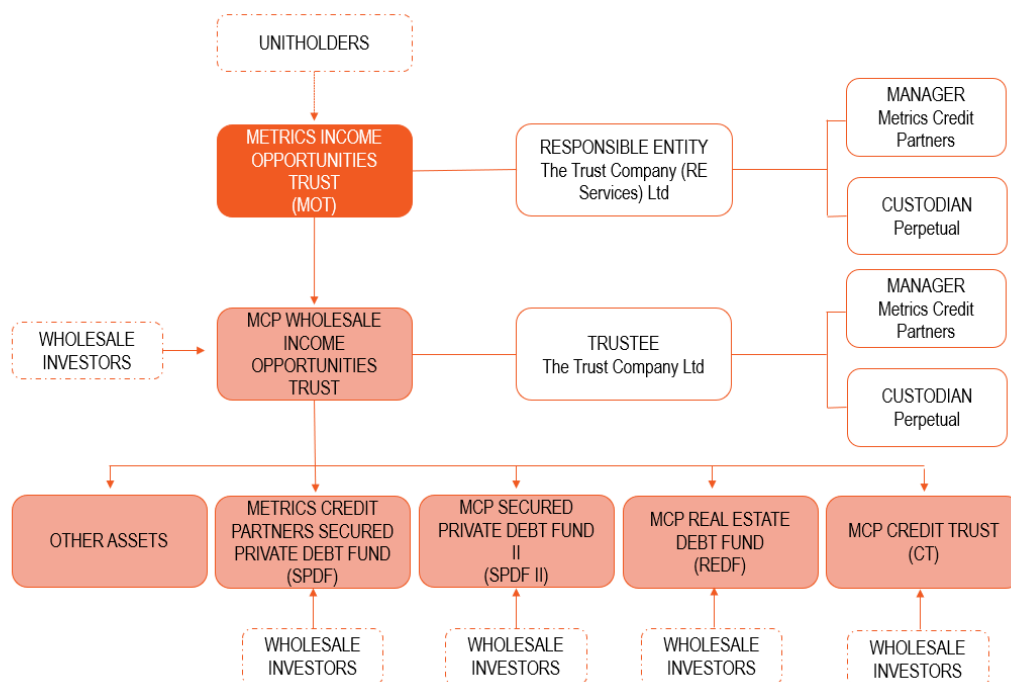 UNITHOLDERS
METRICS INCOME
OPPORTUNITIES
TRUST
(MOT)
RESPONSIBLE ENTITY
The Trust Company (RE
Services) Ltd
MANAGER
Metrics Credit
Partners
CUSTODIAN
Perpetual
WHOLESALE
INVESTORS
MCP WHOLESALE
INCOME
OPPORTUNITIES
TRUST
TRUSTEE
The Trust Company Ltd
MANAGER
Metrics Credit
Partners
CUSTODIAN
Perpetual
OTHER ASSETS
METRICS CREDIT
PARTNERS SECURED
PRIVATE DEBT FUND
(SPDF)
MCP SECURED
PRIVATE DEBT FUND
II
(SPDF II)
MCP REAL ESTATE
DEBT FUND
(REDF)
MCP CREDIT TRUST
(CT)
WHOLESALE
INVESTORS
WHOLESALE
INVESTORS
WHOLESALE
INVESTORS
WHOLESALE
INVESTORS